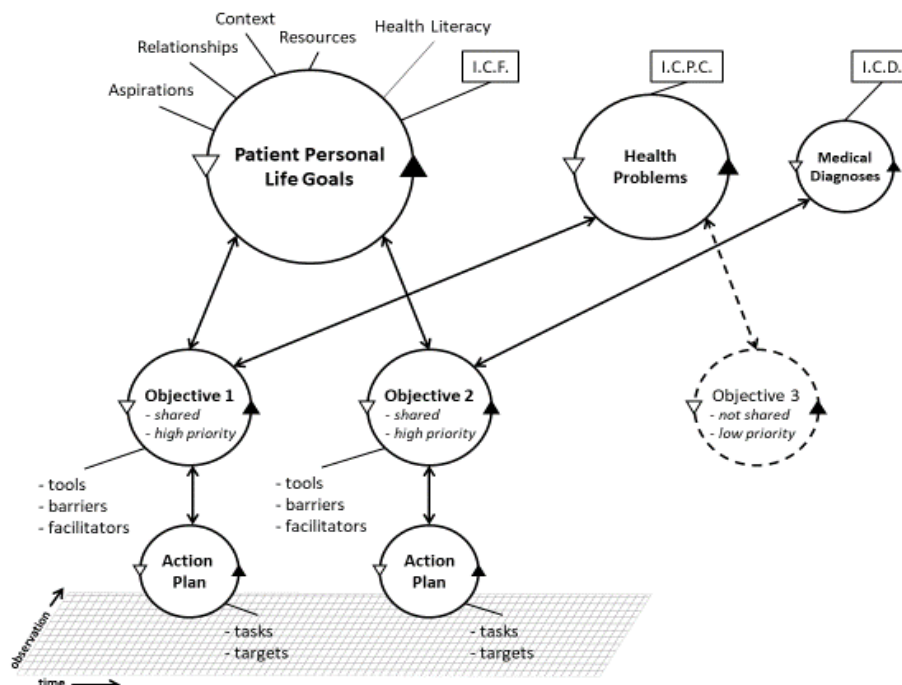 Context
Resources
Health Literacy
Relationships
Aspirations
I.C.F.
I.C.P.C.
I.C.D.
Patient Personal
Life Goals
Health
Problems
Medical
Diagnoses
Objective 1
- shared
- high priority
Objective 2
- shared
- high priority
Objective 3
- not shared
- low priority
- tools
- barriers
- facilitators
- tools
- barriers
- facilitators
Action
Plan
Action
Plan
- tasks
- targets
- tasks
- targets
observation
time